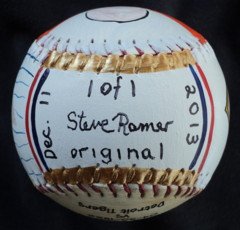 1 of 1
Dec. 11
Steve Ramer
2013
original
Detroit Tigers